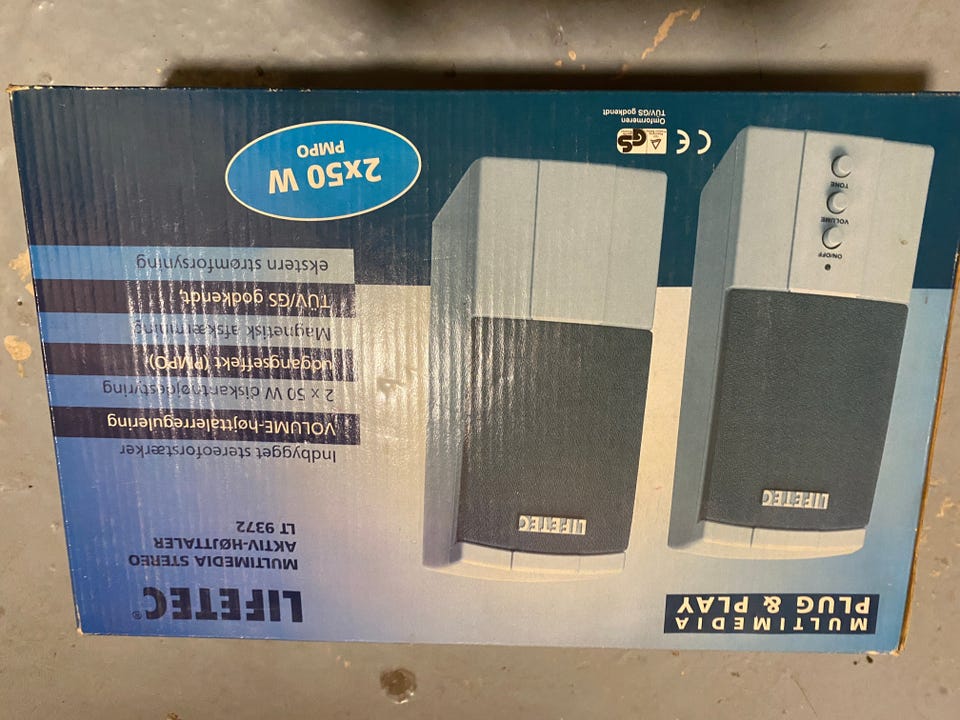 MULTIMEDIA
PLUG & PLAY
LIFETEC®
MULTIMEDIA STEREO
AKTIV-HØJTTALER
LT 9372
Indbygget stereoforstærker
VOLUME-højttalerregulering
2 x 50 W diskanthøjdestyring
udgangseffekt (PMPO)
Magnetisk afskærmning
TÜV/GS godkendt,
ekstern strømforsyning
2x50 W
PMPO
LIFETEC
LIFETEC
ON/OFF
VOLUME
TONE
CE
GS
Omformeren
TÜV/GS godkendt